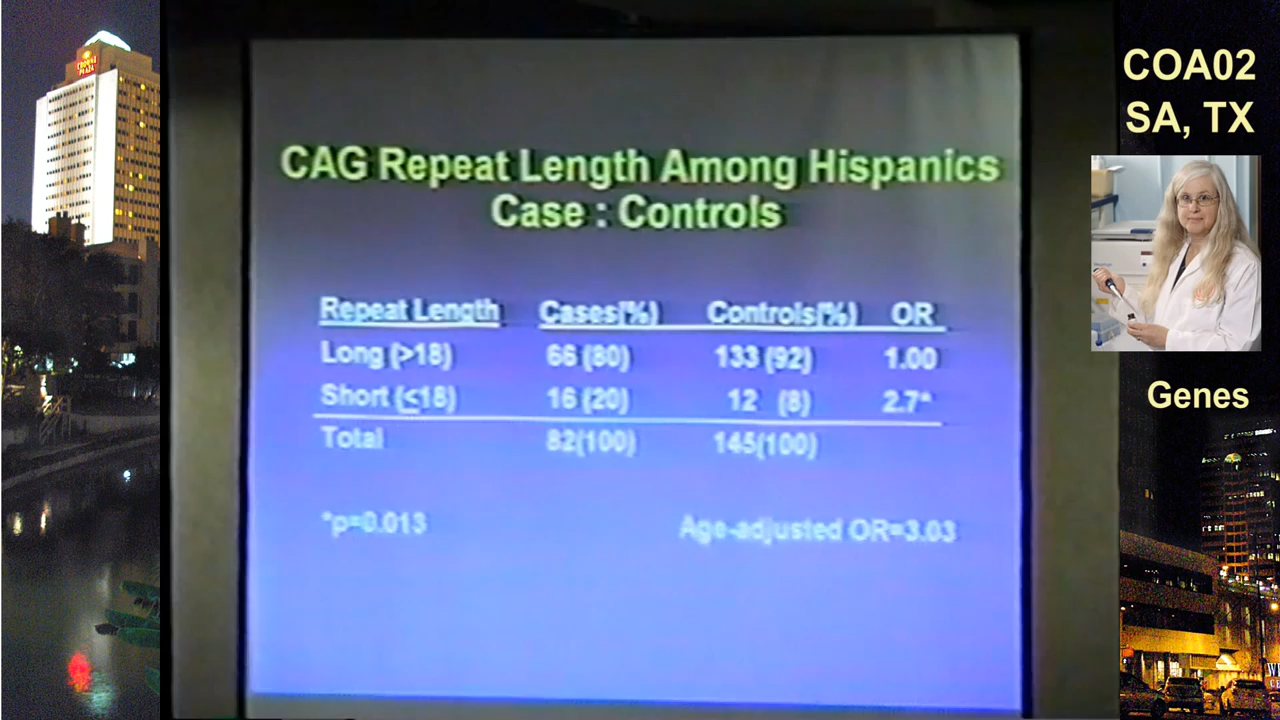 CROWNE
PLAZA
CAG Repeat Length Among Hispanics
Case : Controls
Repeat Length Cases(%) Controls(%) OR
Long (>18) 66 (80) 133 (92) 1.00
Short (≤18) 16 (20) 12 (8) 2.7*
Total 82(100) 145(100)
*p=0.013 Age-adjusted OR=3.03
COA02
SA, TX
Genes